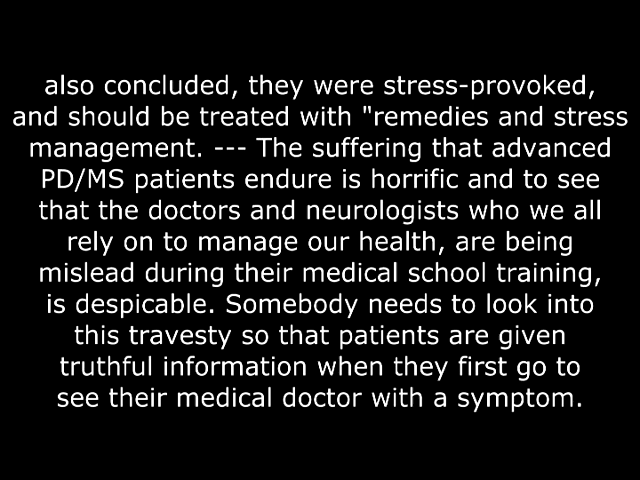 also concluded, they were stress-provoked,
and should be treated with "remedies and stress
management. --- The suffering that advanced
PD/MS patients endure is horrific and to see
that the doctors and neurologists who we all
rely on to manage our health, are being
mislead during their medical school training,
is despicable. Somebody needs to look into
this travesty so that patients are given
truthful information when they first go to
see their medical doctor with a symptom.